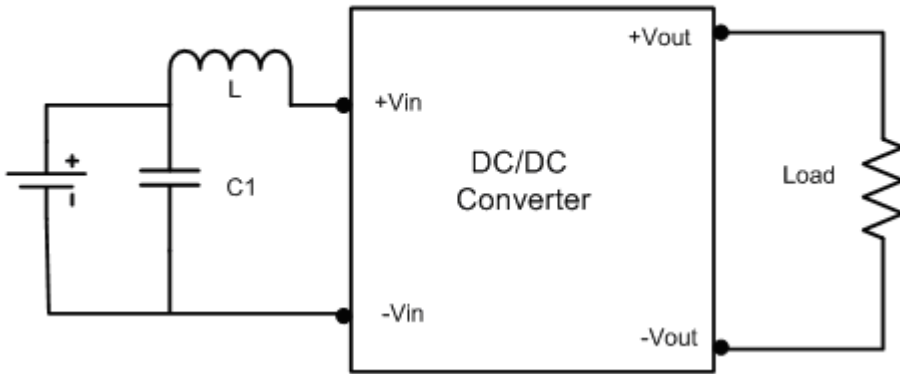 +Vout
L
+Vin
+
DC/DC
Converter
Load
C1
-Vin
-Vout